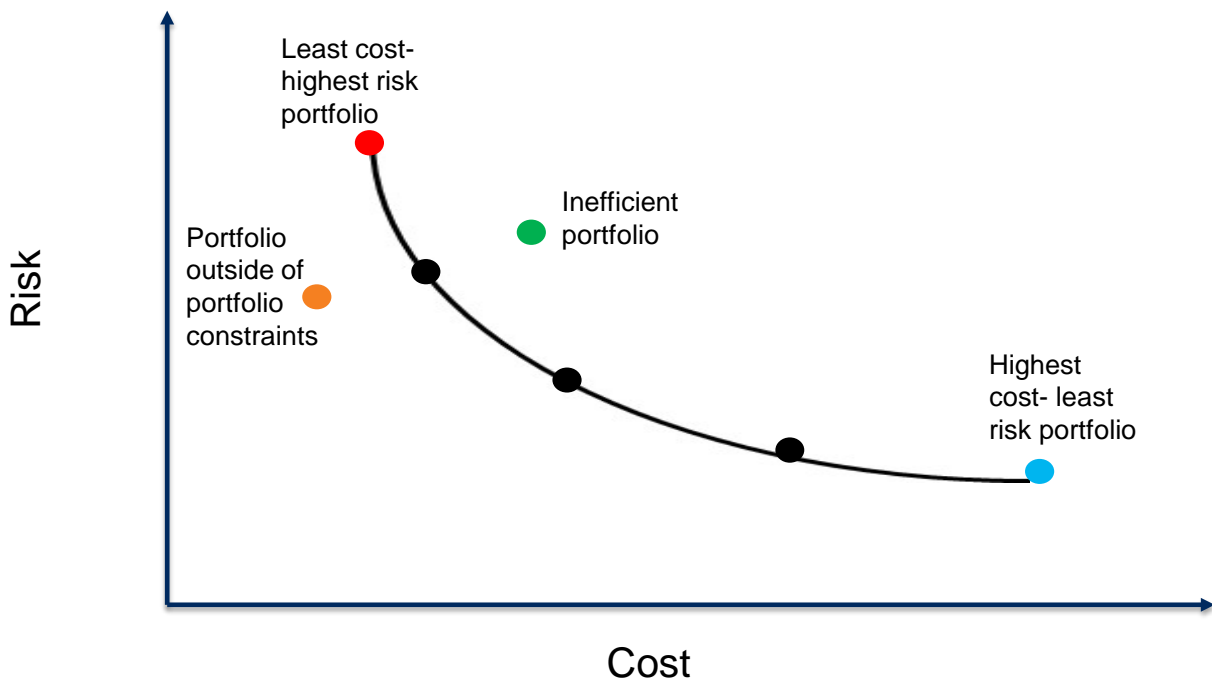 Least cost-
highest risk
portfolio
Inefficient
portfolio
Portfolio
outside of
portfolio
constraints
Risk
Highest
cost- least
risk portfolio
Cost